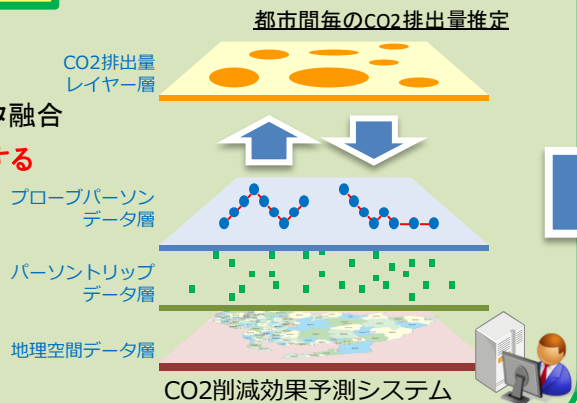 都市間毎のCO2排出量推定
CO2排出量
レイヤー層
融合
する
プローブパーソン
データ層
パーソントリップ
データ層
地理空間データ層
CO2削減効果予測システム